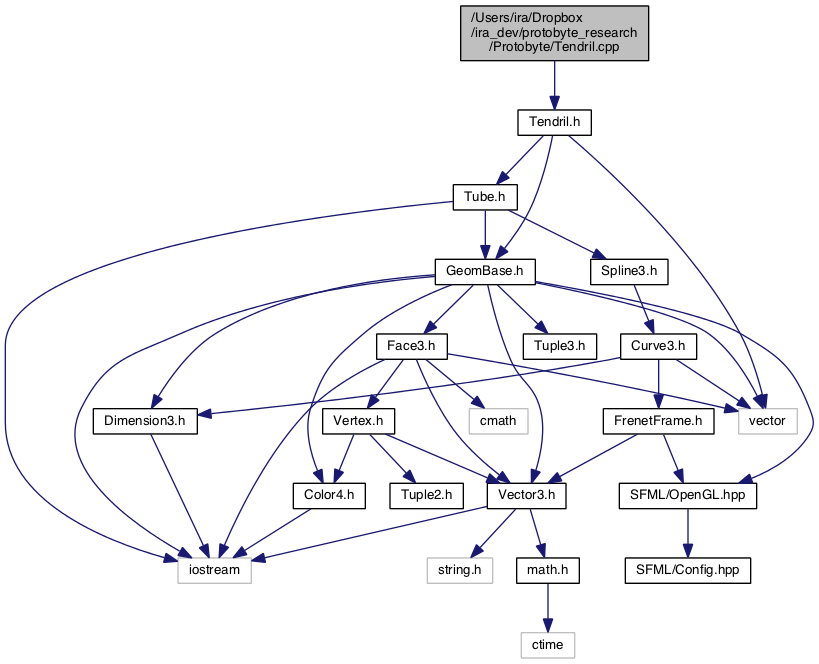 /Users/ira/Dropbox
/ira_dev/protobyte_research
/Protobyte/Tendril.cpp
Tendril.h
Tube.h
GeomBase.h
Spline3.h
Face3.h
Tuple3.h
Curve3.h
Dimension3.h
Vertex.h
cmath
FrenetFrame.h
vector
Color4.h
Tuple2.h
Vector3.h
SFML/OpenGL.hpp
iostream
string.h
math.h
SFML/Config.hpp
ctime